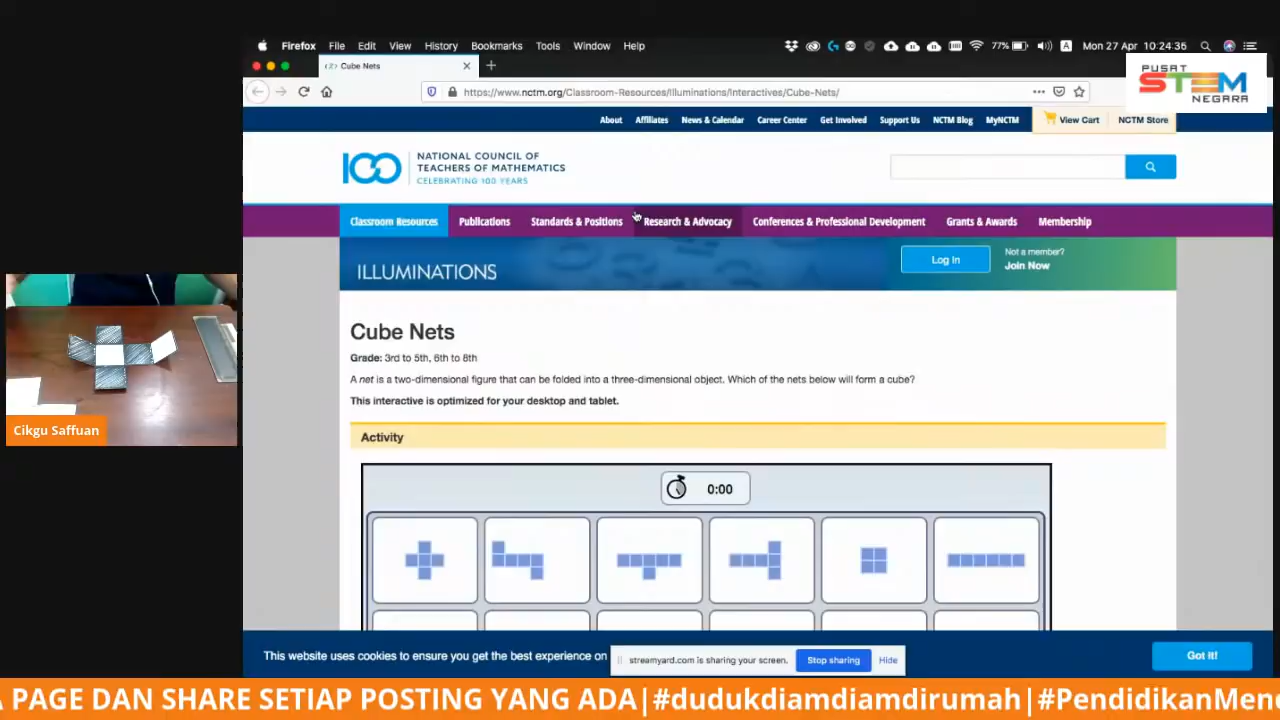 Firefox File Edit View History Bookmarks Tools Window Help
77% Mon 27 Apr 10:24:36
Cube Nets
https://www.nctm.org/Classroom-Resources/Illuminations/Interactives/Cube-Nets/
PUSAT
STEM
NEGARA
About Affiliates News & Calendar Career Center Get Involved Support Us NCTM Blog MyNCTM View Cart NCTM Store
100
NATIONAL COUNCIL OF
TEACHERS OF MATHEMATICS
CELEBRATING 100 YEARS
Classroom Resources Publications Standards & Positions Research & Advocacy Conferences & Professional Development Grants & Awards Membership
ILLUMINATIONS
Log In
Not a member?
Join Now
Cube Nets
Grade: 3rd to 5th, 6th to 8th
A net is a two-dimensional figure that can be folded into a three-dimensional object. Which of the nets below will form a cube?
This interactive is optimized for your desktop and tablet.
Activity
0:00
Cikgu Saffuan
This website uses cookies to ensure you get the best experience on
streamyard.com is sharing your screen. Stop sharing Hide
Got it!
A PAGE DAN SHARE SETIAP POSTING YANG ADA|#dudukdiamdiamdirumah|#PendidikanMen